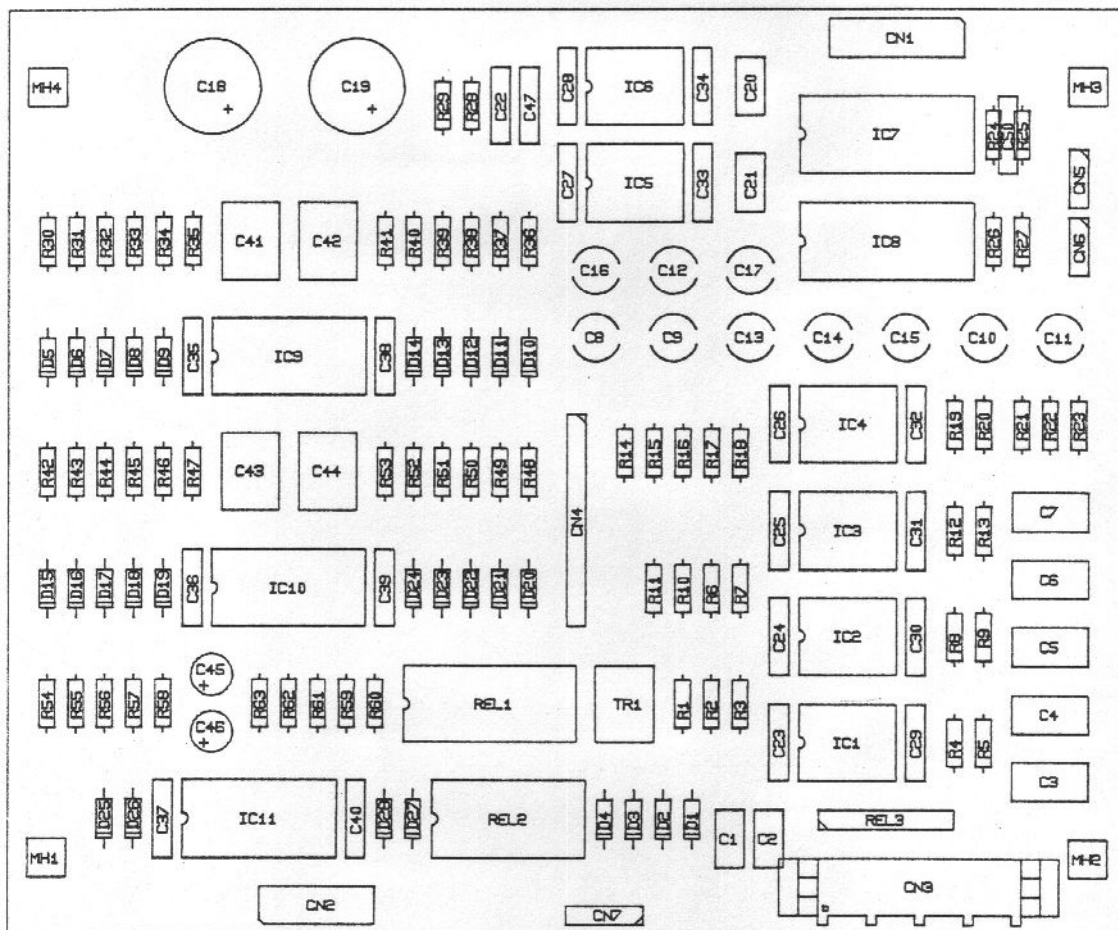 CN1
MH4 C18 + C19 + R29 R28 C22 C47 C28 IC6 C34 C20 MH3
IC7 R24 C50 R25
C27 IC5 C33 C21 CN5
R30 R31 R32 R33 R34 R35 C41 C42 R41 R40 R39 R38 R37 R36 IC8 R26 R27 CN6
C16 C12 C17
D5 D6 D7 D8 D9 C35 IC9 C38 D14 D13 D12 D11 D10 C8 C9 C13 C14 C15 C10 C11
C26 IC4 C32 R19 R20 R21 R22 R23
R42 R43 R44 R45 R46 R47 C43 C44 R53 R52 R51 R50 R49 R48 R14 R15 R16 R17 R18
CN4 C25 IC3 C31 R12 R13 C7
D15 D16 D17 D18 D19 C36 IC10 C39 D24 D23 D22 D21 D20 R11 R10 R6 R7 C6
C24 IC2 C30 R8 R9 C5
R54 R55 R56 R57 R58 C45 + C46 + R63 R62 R61 R59 R60 REL1 TR1 R1 R2 R3 C4
C23 IC1 C29 R4 R5 C3
D25 D26 C37 IC11 C40 D28 D27 REL2 D4 D3 D2 D1 C1 C2 REL3
MH1 MH2
CN2 CN7 CN3